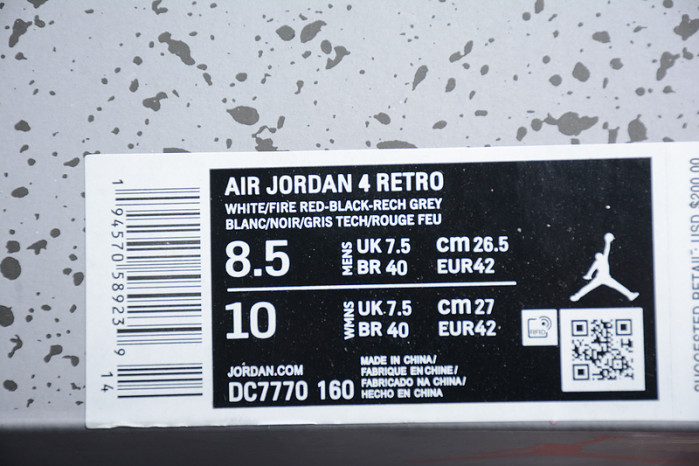 AIR JORDAN 4 RETRO
WHITE/FIRE RED-BLACK-RECH GREY
BLANC/NOIR/GRIS TECH/ROUGE FEU
8.5 MENS UK 7.5 cm 26.5
BR 40 EUR42
10 WMNS UK 7.5 cm 27
BR 40 EUR42
JORDAN.COM
DC7770 160
MADE IN CHINA/
FABRIQUE EN CHINE/
FABRICADO NA CHINA/
HECHO EN CHINA
1 94570 58923 9
14
SUGGESTED RETAIL: USD $200.00